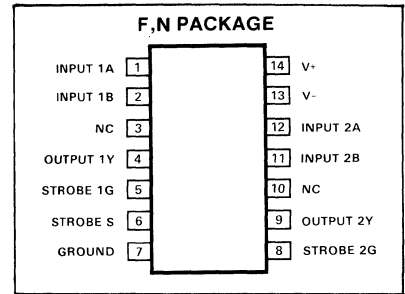 F,N PACKAGE
INPUT 1A 1 14 V+
INPUT 1B 2 13 V-
NC 3 12 INPUT 2A
OUTPUT 1Y 4 11 INPUT 2B
STROBE 1G 5 10 NC
STROBE S 6 9 OUTPUT 2Y
GROUND 7 8 STROBE 2G